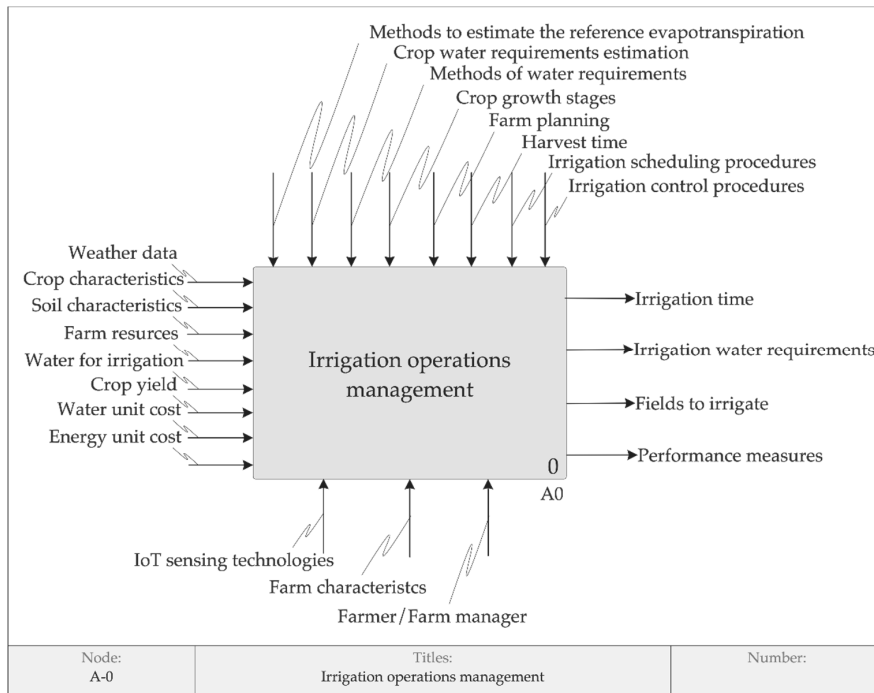 Methods to estimate the reference evapotranspiration
Crop water requirements estimation
Methods of water requirements
Crop growth stages
Farm planning
Harvest time
Irrigation scheduling procedures
Irrigation control procedures
Weather data
Crop characteristics
Soil characteristics
Farm resurces
Water for irrigation
Crop yield
Water unit cost
Energy unit cost
Irrigation operations
management
0
A0
Irrigation time
Irrigation water requirements
Fields to irrigate
Performance measures
IoT sensing technologies
Farm characteristcs
Farmer/Farm manager
Node:
A-0
Titles:
Irrigation operations management
Number: